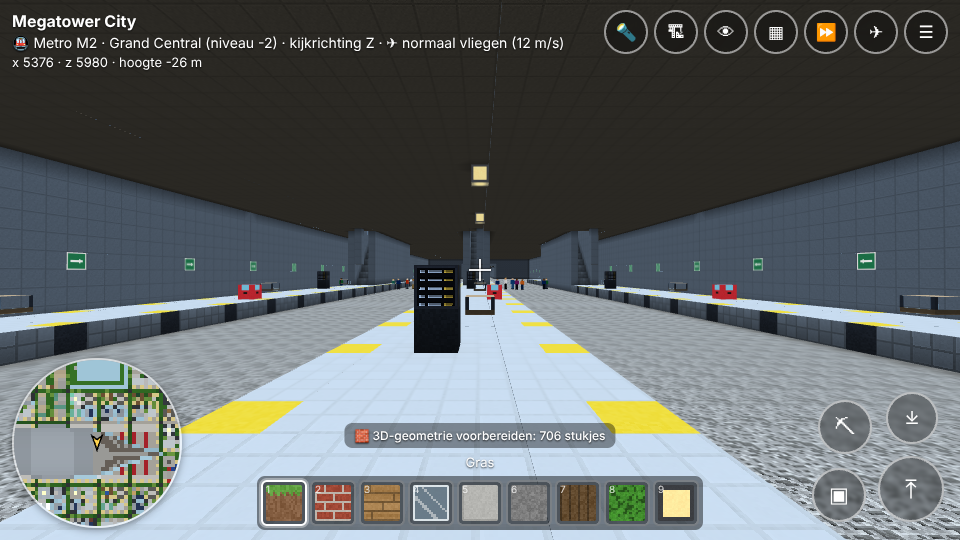 Megatower City
🚇 Metro M2 · Grand Central (niveau -2) · kijkrichting Z · ✈ normaal vliegen (12 m/s)
x 5376 · z 5980 · hoogte -26 m
🧱 3D-geometrie voorbereiden: 706 stukjes
Gras
1 2 3 4 5 6 7 8 9